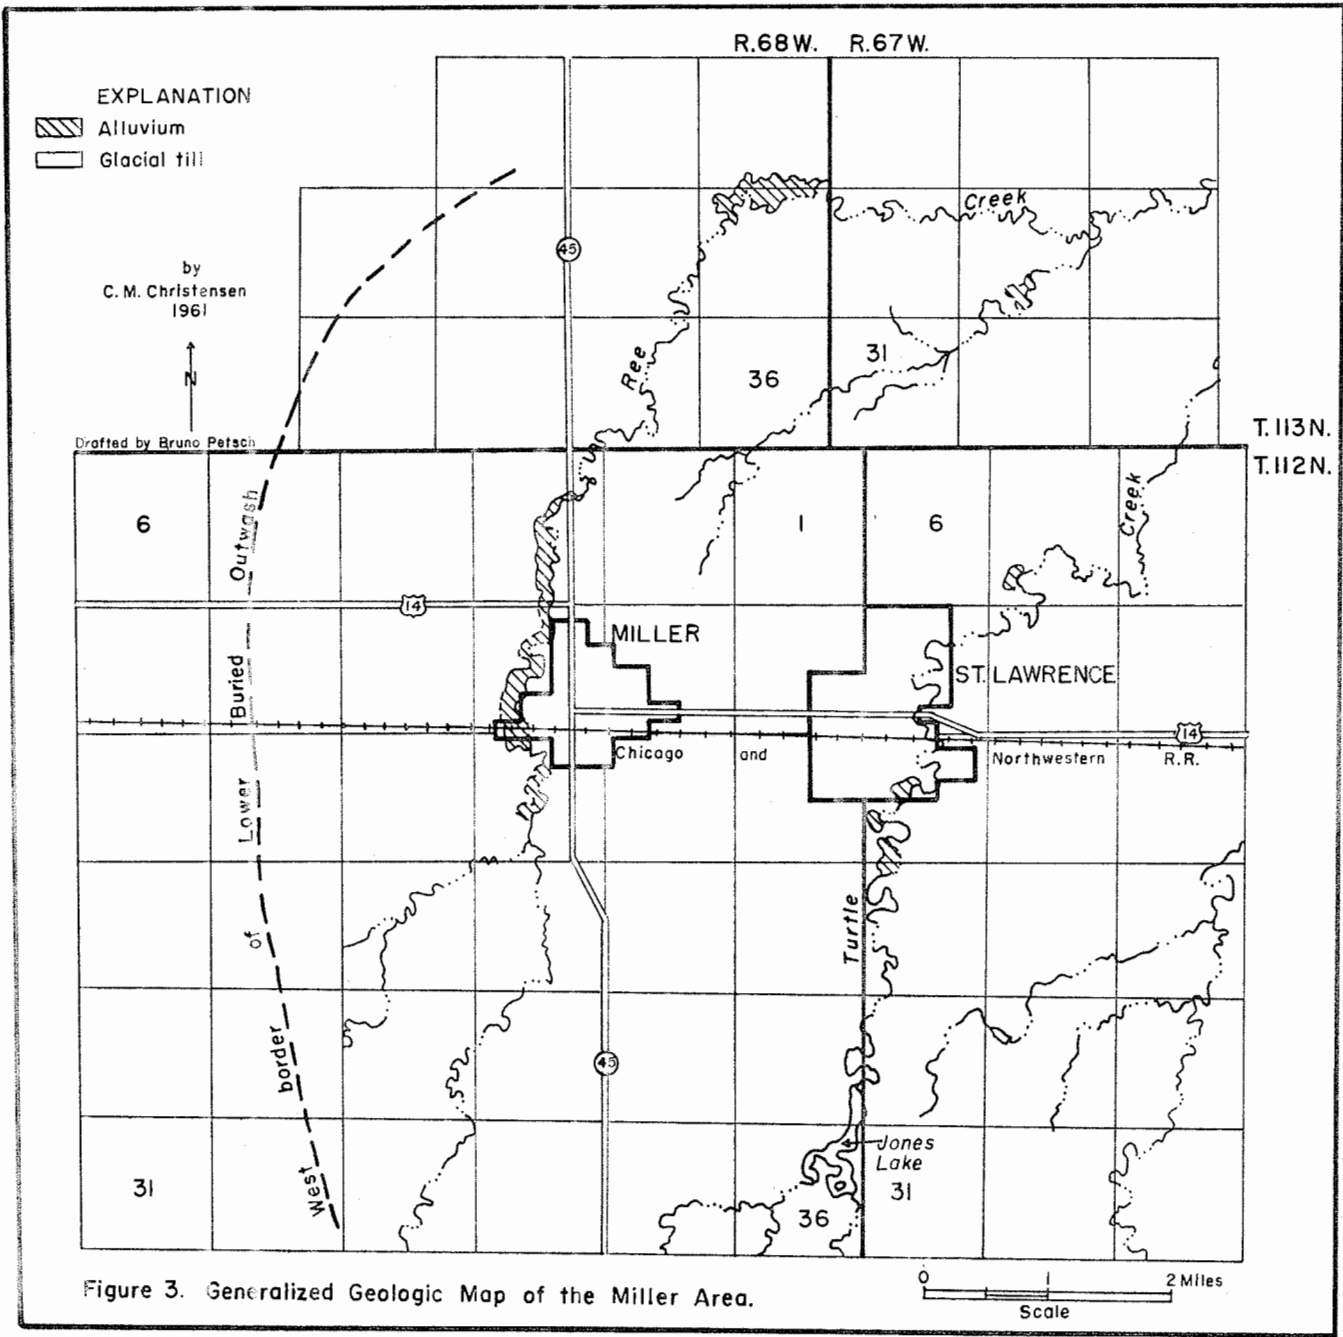 R.68W. R.67W.
EXPLANATION
Alluvium
Glacial till
Creek
45
by
C. M. Christensen
1961
N
Ree
31
36
Drafted by Bruno Petsch
T.113N.
T.112N.
6
1
6
Creek
14
MILLER
ST. LAWRENCE
Chicago and Northwestern R.R.
14
West border of Lower Buried Outwash
Turtle
45
Jones
Lake
31
31
36
Figure 3. Generalized Geologic Map of the Miller Area.
0 1 2 Miles
Scale